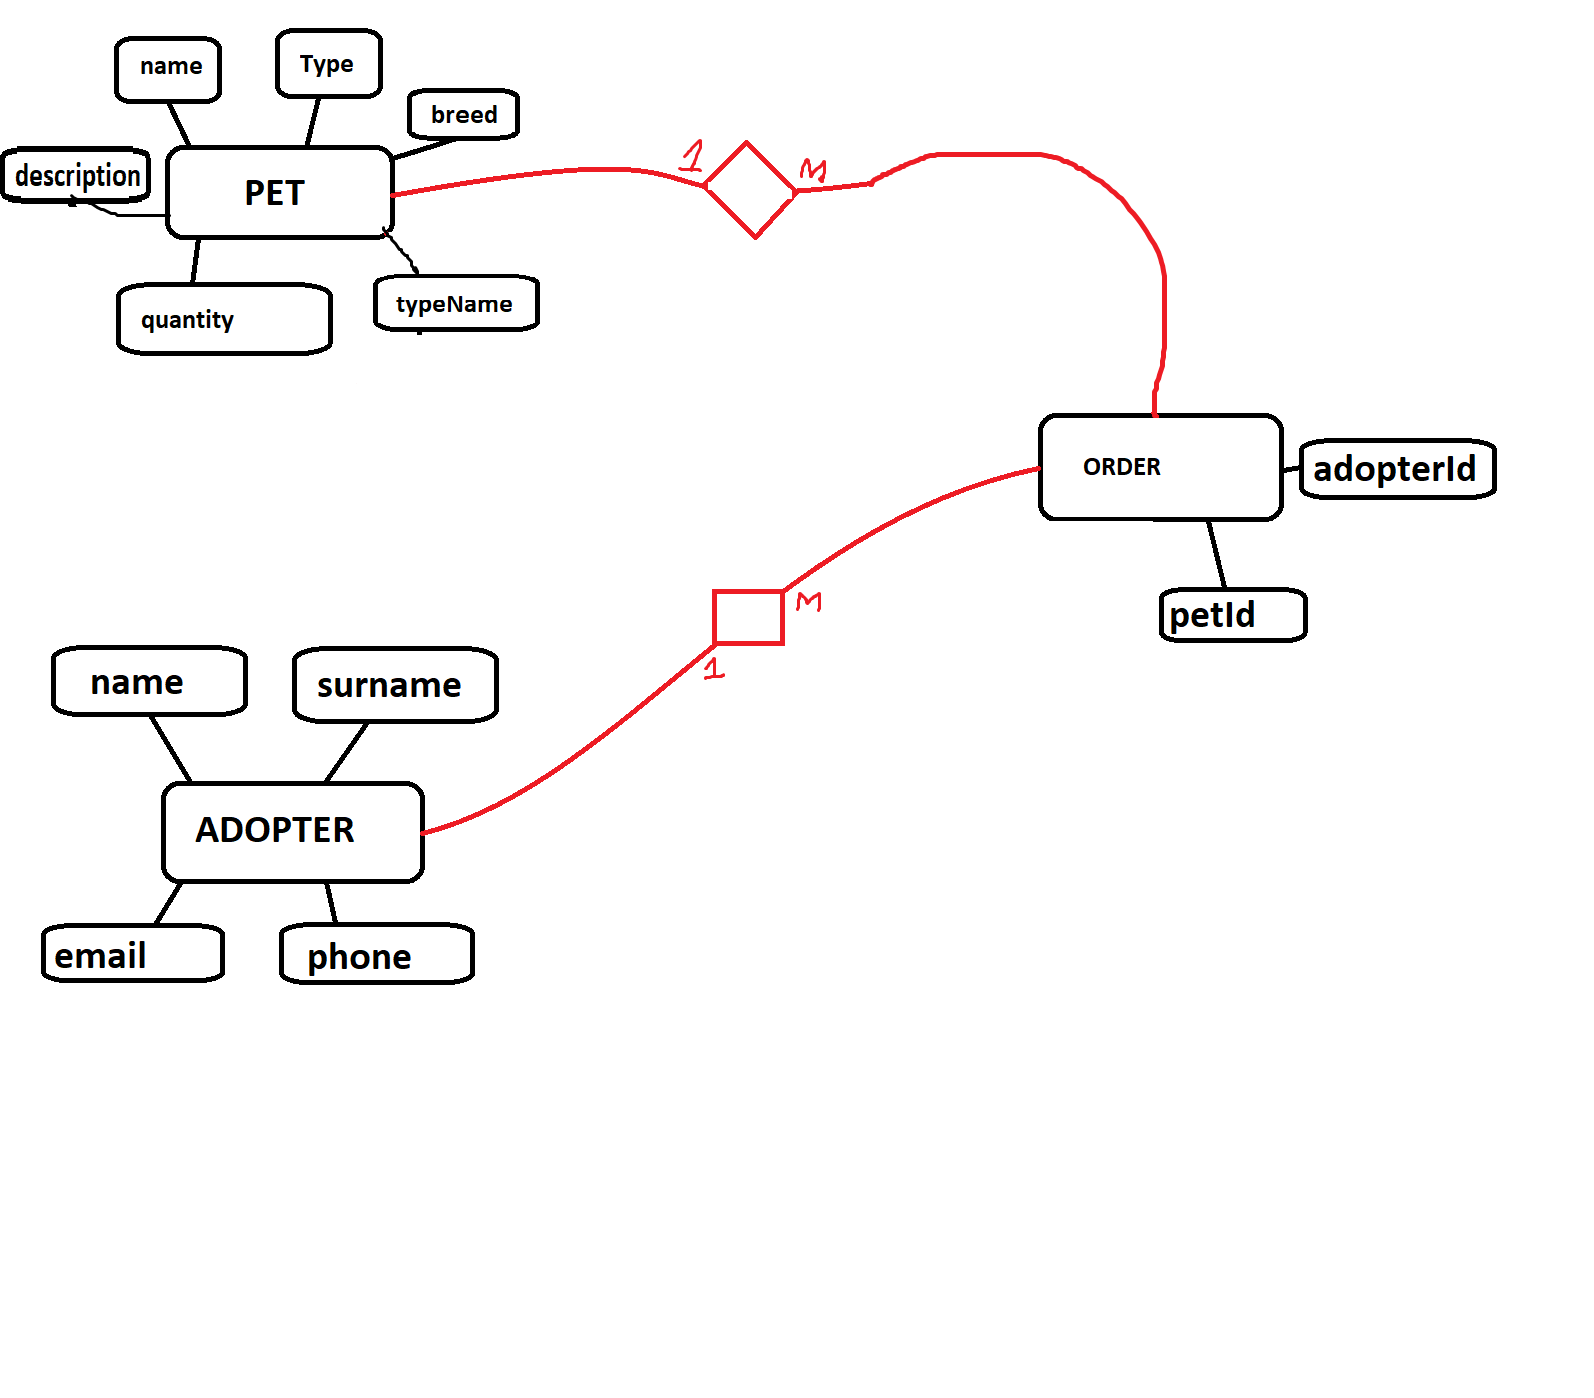 name
Type
breed
description
PET
1
M
quantity
typeName
ORDER
adopterId
petId
M
1
name
surname
ADOPTER
email
phone